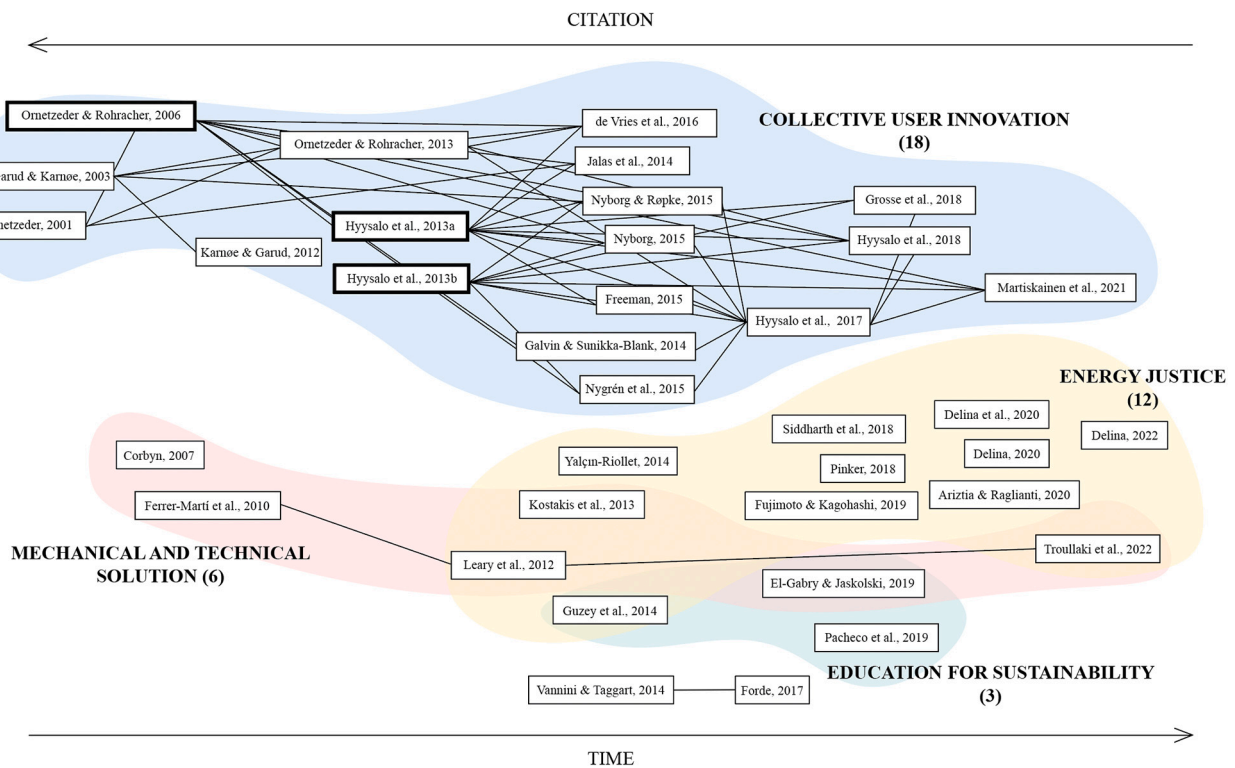 CITATION
Ornetzeder & Rohracher, 2006
de Vries et al., 2016
COLLECTIVE USER INNOVATION
(18)
Ornetzeder & Rohracher, 2013
Jalas et al., 2014
arud & Karnøe, 2003
Nyborg & Røpke, 2015
Grosse et al., 2018
netzeder, 2001
Hyysalo et al., 2013a
Nyborg, 2015
Hyysalo et al., 2018
Karnøe & Garud, 2012
Hyysalo et al., 2013b
Martiskainen et al., 2021
Freeman, 2015
Hyysalo et al., 2017
Galvin & Sunikka-Blank, 2014
Nygrén et al., 2015
ENERGY JUSTICE
(12)
Delina et al., 2020
Siddharth et al., 2018
Delina, 2022
Corbyn, 2007
Yalçın-Riollet, 2014
Delina, 2020
Pinker, 2018
Ferrer-Martí et al., 2010
Kostakis et al., 2013
Fujimoto & Kagohashi, 2019
Ariztia & Raglianti, 2020
MECHANICAL AND TECHNICAL
SOLUTION (6)
Leary et al., 2012
Troullaki et al., 2022
El-Gabry & Jaskolski, 2019
Guzey et al., 2014
Pacheco et al., 2019
EDUCATION FOR SUSTAINABILITY
(3)
Vannini & Taggart, 2014
Forde, 2017
TIME